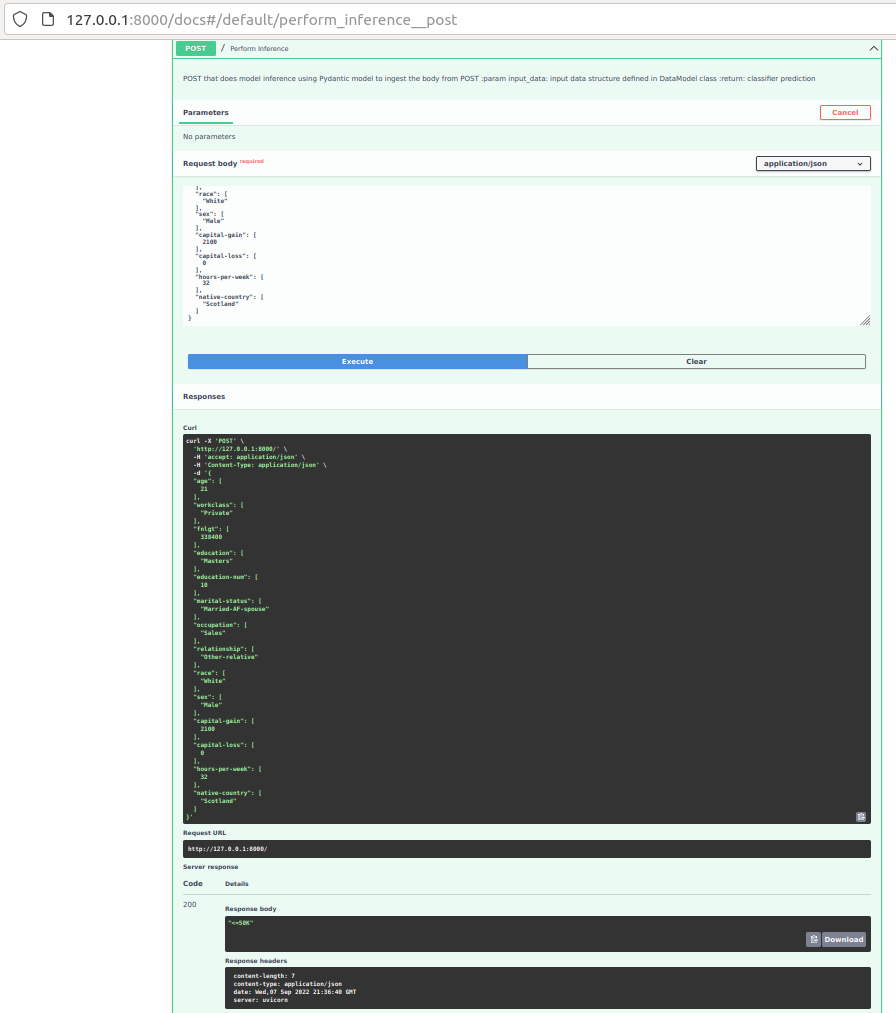 127.0.0.1:8000/docs#/default/perform_inference__post
POST / Perform Inference
POST that does model inference using Pydantic model to ingest the body from POST :param input_data: input data structure defined in DataModel class :return: classifier prediction
Parameters
Cancel
No parameters
Request body required
application/json
],
"race": [
"White"
],
"sex": [
"Male"
],
"capital-gain": [
2100
],
"capital-loss": [
0
],
"hours-per-week": [
32
],
"native-country": [
"Scotland"
]
}
Execute
Clear
Responses
Curl
curl -X 'POST' \
'http://127.0.0.1:8000/' \
-H 'accept: application/json' \
-H 'Content-Type: application/json' \
-d '{
"age": [
21
],
"workclass": [
"Private"
],
"fnlgt": [
338400
],
"education": [
"Masters"
],
"education-num": [
10
],
"marital-status": [
"Married-AF-spouse"
],
"occupation": [
"Sales"
],
"relationship": [
"Other-relative"
],
"race": [
"White"
],
"sex": [
"Male"
],
"capital-gain": [
2100
],
"capital-loss": [
0
],
"hours-per-week": [
32
],
"native-country": [
"Scotland"
]
}'
Request URL
http://127.0.0.1:8000/
Server response
Code Details
200
Response body
"<=50K"
Download
Response headers
content-length: 7
content-type: application/json
date: Wed,07 Sep 2022 21:36:40 GMT
server: uvicorn